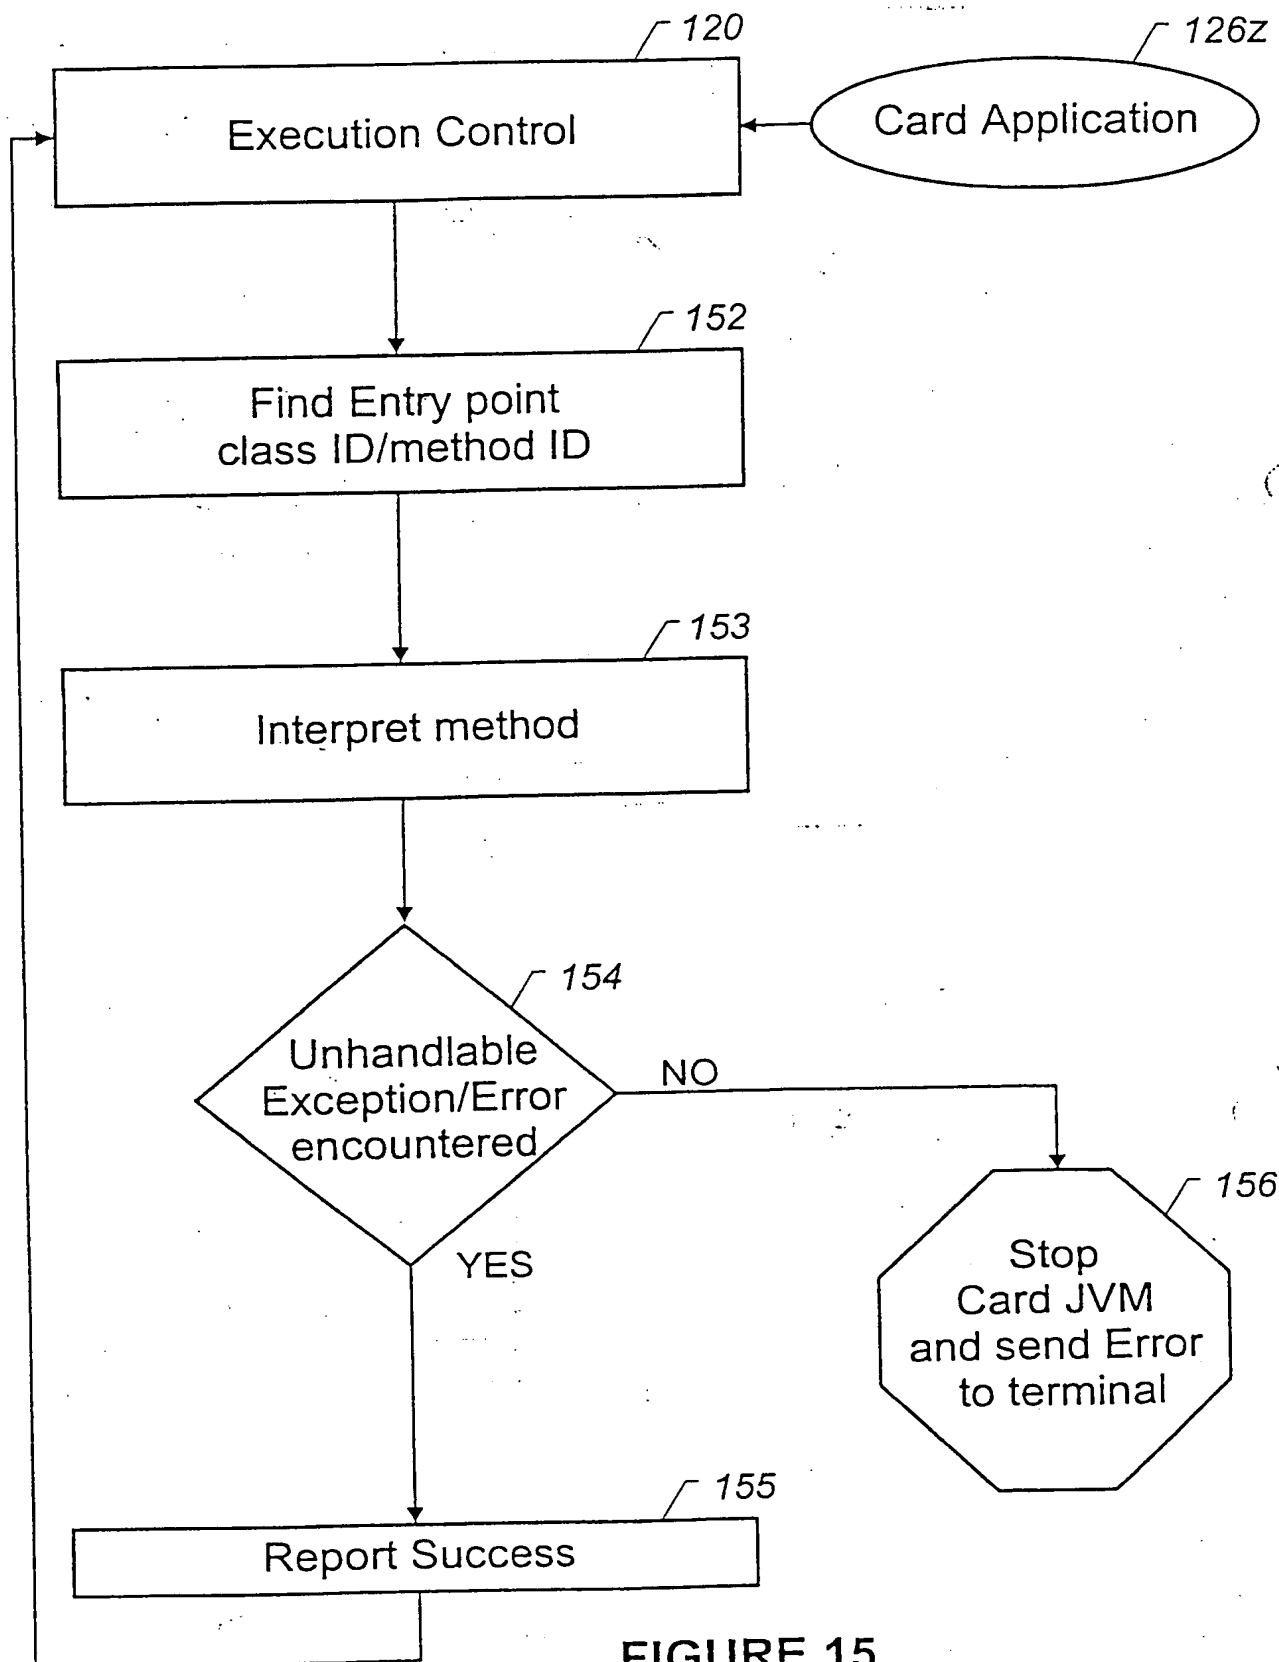 120
126z
Execution Control
Card Application
152
Find Entry point
class ID/method ID
153
Interpret method
154
Unhandlable
Exception/Error
encountered
NO
YES
156
Stop
Card JVM
and send Error
to terminal
155
Report Success
FIGURE 15